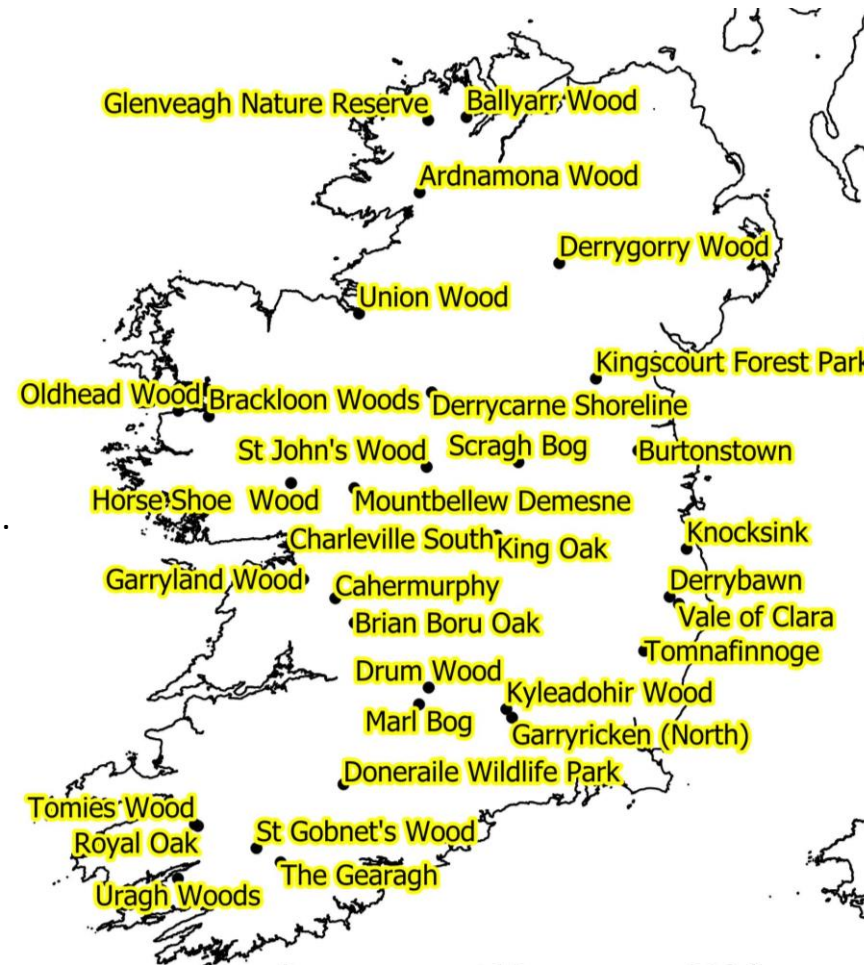 Glenveagh Nature Reserve
Ballyarr Wood
Ardnamona Wood
Derrygorry Wood
Union Wood
Kingscourt Forest Park
Oldhead Wood
Brackloon Woods
Derrycarne Shoreline
St John's Wood
Scragh Bog
Burtonstown
Horse Shoe Wood
Mountbellew Demesne
Charleville South
King Oak
Knocksink
Garryland Wood
Cahermurphy
Derrybawn
Vale of Clara
Brian Boru Oak
Tomnafinnoge
Drum Wood
Kyleadohir Wood
Marl Bog
Garryricken (North)
Doneraile Wildlife Park
Tomies Wood
Royal Oak
St Gobnet's Wood
The Gearagh
Uragh Woods